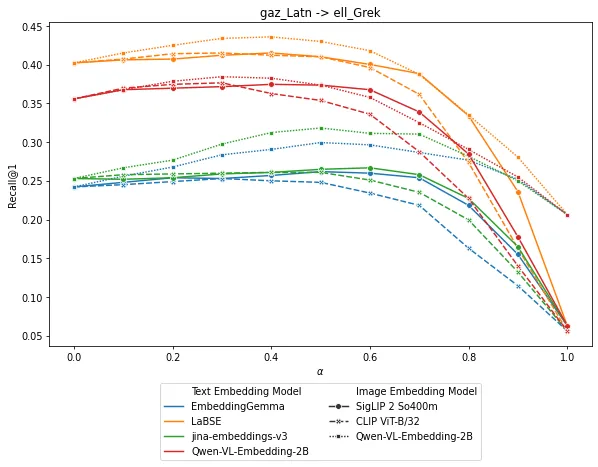 gaz_Latn -> ell_Grek
Recall@1
0.45
0.40
0.35
0.30
0.25
0.20
0.15
0.10
0.05
0.0 0.2 0.4 0.6 0.8 1.0
α
Text Embedding Model
EmbeddingGemma
LaBSE
jina-embeddings-v3
Qwen-VL-Embedding-2B
Image Embedding Model
SigLIP 2 So400m
CLIP ViT-B/32
Qwen-VL-Embedding-2B